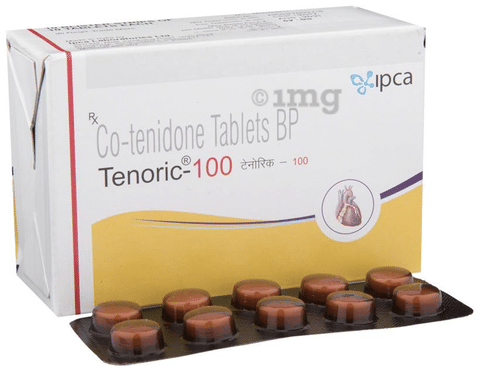 ipca
© 1mg
Rx
Co-tenidone Tablets BP
Tenoric®-100 टेनोरिक - 100